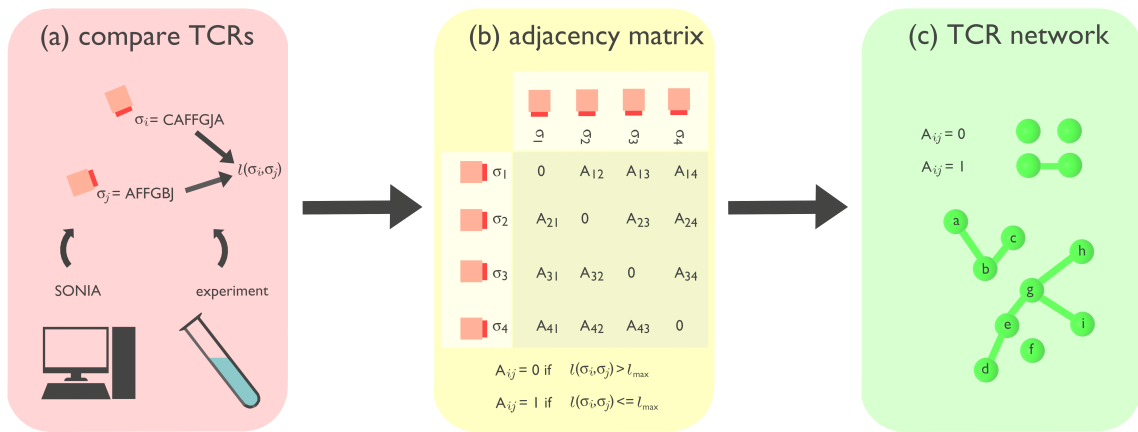 (a) compare TCRs
σi = CAFFGJA
l(σi,σj)
σj = AFFGBJ
SONIA
experiment
(b) adjacency matrix
σ1 σ2 σ3 σ4
σ1 0 A12 A13 A14
σ2 A21 0 A23 A24
σ3 A31 A32 0 A34
σ4 A41 A42 A43 0
Aij = 0 if l(σi,σj) > lmax
Aij = 1 if l(σi,σj) <= lmax
(c) TCR network
Aij = 0
Aij = 1
a
c
b
h
g
e
i
f
d